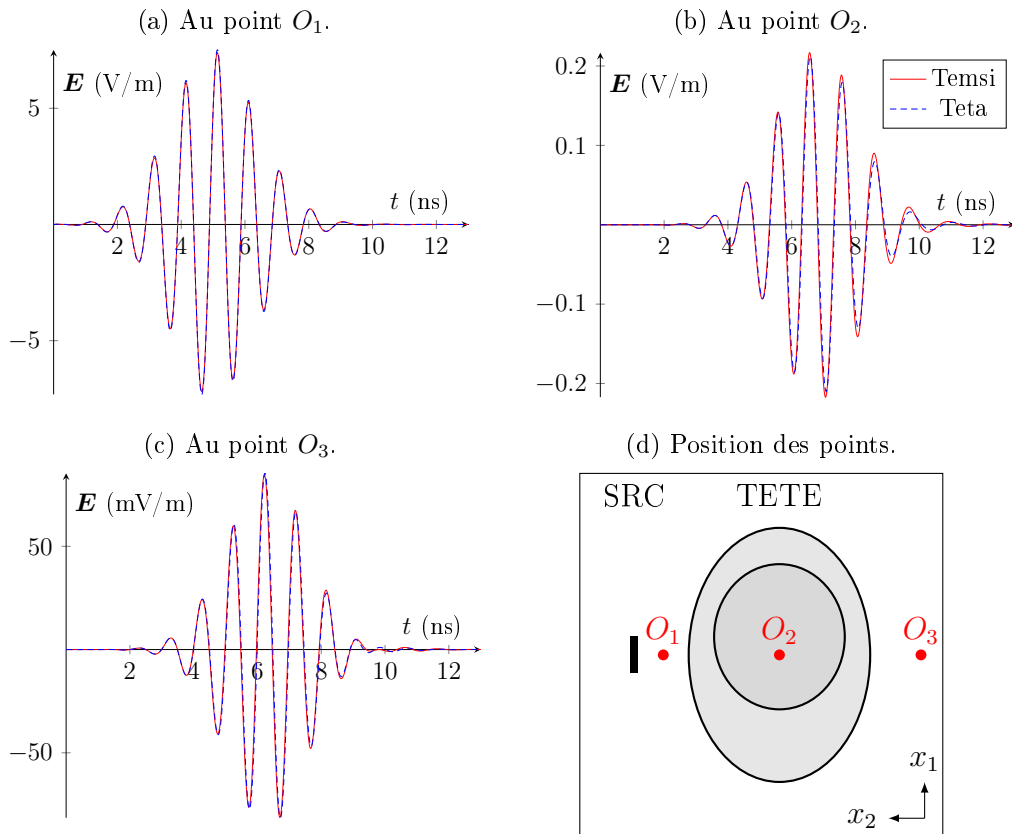 (a) Au point O₁.
E (V/m)
5
−5
t (ns)
2 4 6 8 10 12
(b) Au point O₂.
E (V/m)
0.2
0.1
−0.1
−0.2
t (ns)
2 4 6 8 10 12
Temsi
Teta
(c) Au point O₃.
E (mV/m)
50
−50
t (ns)
2 4 6 8 10 12
(d) Position des points.
SRC TETE
O₁ O₂ O₃
x₁
x₂